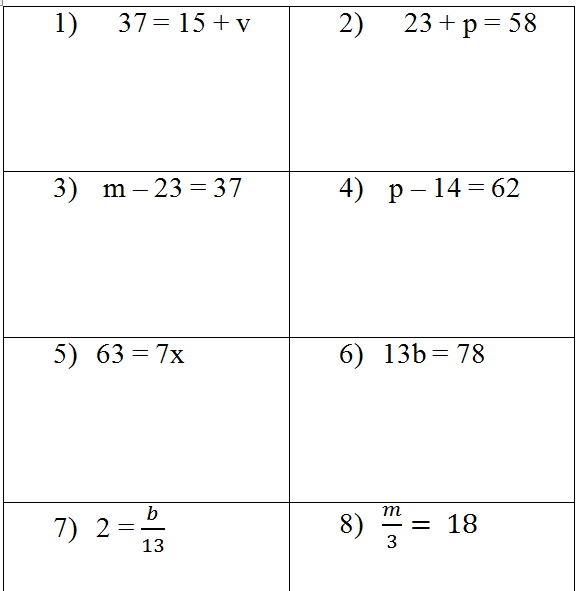 1) 37 = 15 + v
2) 23 + p = 58
3) m – 23 = 37
4) p – 14 = 62
5) 63 = 7x
6) 13b = 78
7) 2 = b/13
8) m/3 = 18